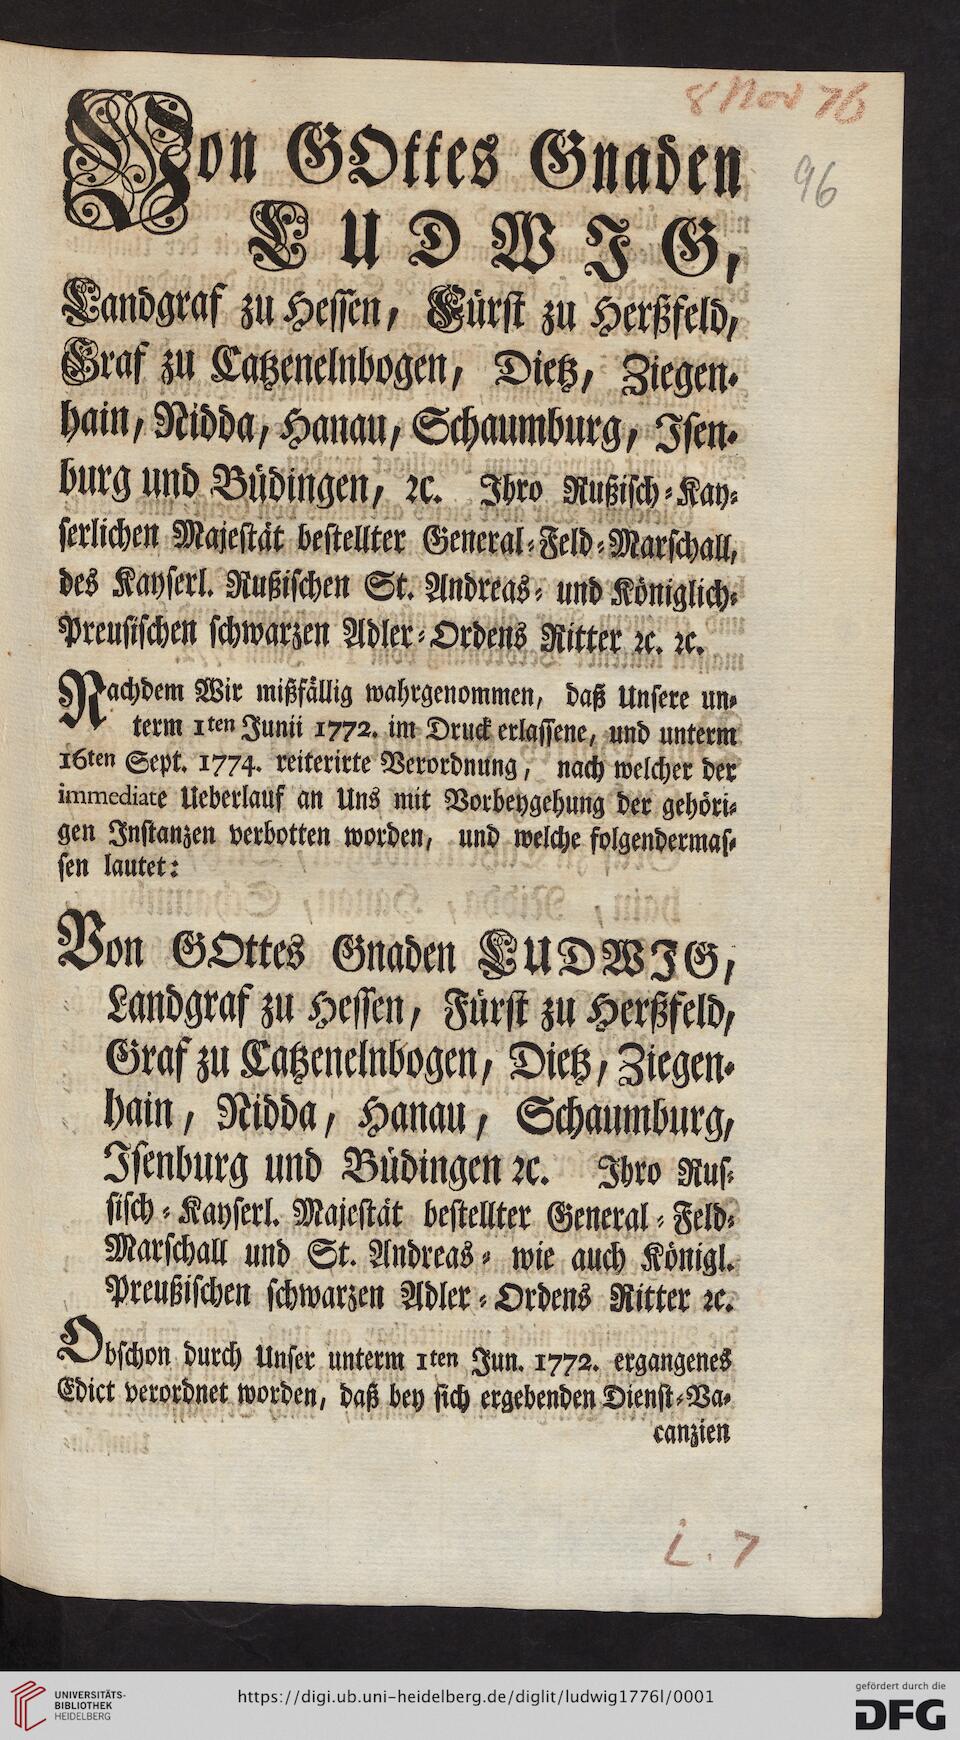 8 Nov 76
96
Von GOttes Gnaden
LUDWIG,
Landgraf zu Hessen, Fürst zu Herßfeld,
Graf zu Catzenelnbogen, Dietz, Ziegen-
hain, Nidda, Hanau, Schaumburg, Isen-
burg und Büdingen, ꝛc. Ihro Rußisch-Kay-
serlichen Majestät bestellter General-Feld-Marschall,
des Kayserl. Rußischen St. Andreas- und Königlich-
Preusischen schwarzen Adler-Ordens Ritter ꝛc. ꝛc.
Nachdem Wir mißfällig wahrgenommen, daß Unsere un-
term 1ten Junii 1772. im Druck erlassene, und unterm
16ten Sept. 1774. reiterirte Verordnung, nach welcher der
immediate Ueberlauf an Uns mit Vorbeygehung der gehöri-
gen Instanzen verbotten worden, und welche folgendermas-
sen lautet:
Von GOttes Gnaden LUDWIG,
Landgraf zu Hessen, Fürst zu Herßfeld,
Graf zu Catzenelnbogen, Dietz, Ziegen-
hain, Nidda, Hanau, Schaumburg,
Isenburg und Büdingen ꝛc. Ihro Rus-
sisch-Kayserl. Majestät bestellter General-Feld-
Marschall und St. Andreas- wie auch Königl.
Preußischen schwarzen Adler-Ordens Ritter ꝛc.
Obschon durch Unser unterm 1ten Jun. 1772. ergangenes
Edict verordnet worden, daß bey sich ergebenden Dienst-Va-
canzien
L. 7
UNIVERSITÄTS-
BIBLIOTHEK
HEIDELBERG
https://digi.ub.uni-heidelberg.de/diglit/ludwig1776l/0001
gefördert durch die
DFG